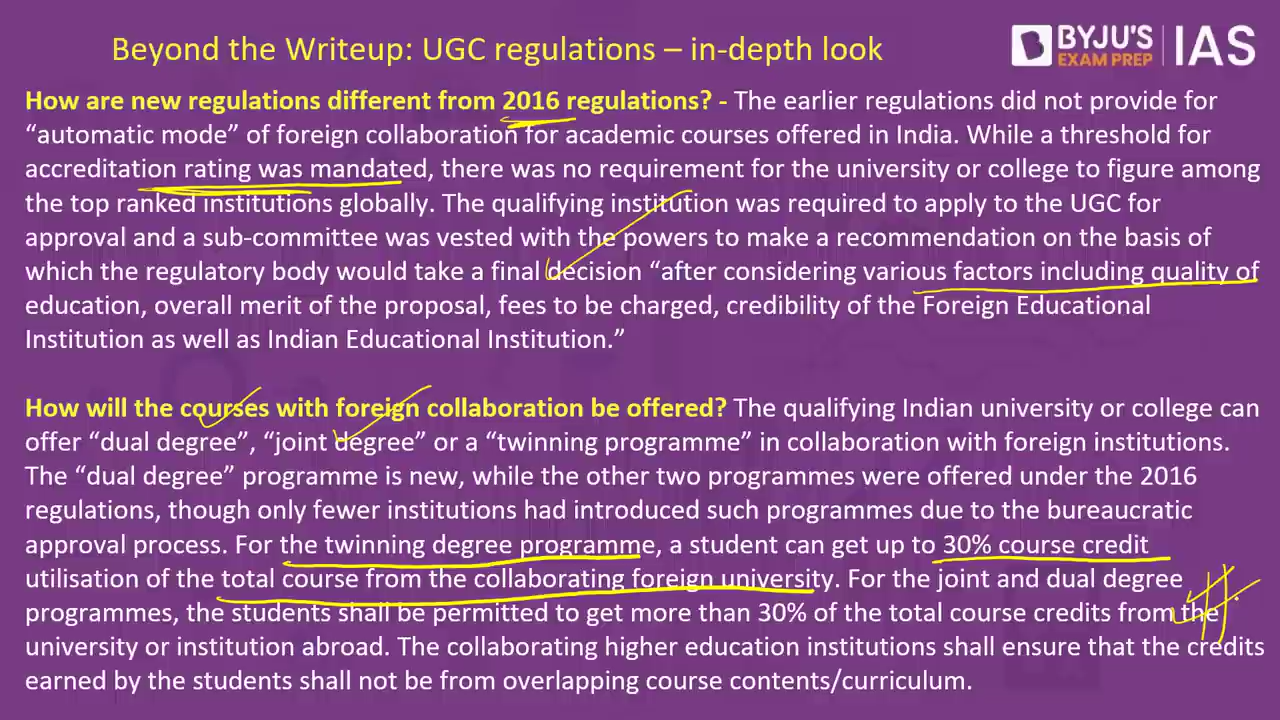 Beyond the Writeup: UGC regulations – in-depth look
BYJU'S
EXAM PREP
IAS
How are new regulations different from 2016 regulations? - The earlier regulations did not provide for
“automatic mode” of foreign collaboration for academic courses offered in India. While a threshold for
accreditation rating was mandated, there was no requirement for the university or college to figure among
the top ranked institutions globally. The qualifying institution was required to apply to the UGC for
approval and a sub-committee was vested with the powers to make a recommendation on the basis of
which the regulatory body would take a final decision “after considering various factors including quality of
education, overall merit of the proposal, fees to be charged, credibility of the Foreign Educational
Institution as well as Indian Educational Institution.”
How will the courses with foreign collaboration be offered? The qualifying Indian university or college can
offer “dual degree”, “joint degree” or a “twinning programme” in collaboration with foreign institutions.
The “dual degree” programme is new, while the other two programmes were offered under the 2016
regulations, though only fewer institutions had introduced such programmes due to the bureaucratic
approval process. For the twinning degree programme, a student can get up to 30% course credit
utilisation of the total course from the collaborating foreign university. For the joint and dual degree
programmes, the students shall be permitted to get more than 30% of the total course credits from the
university or institution abroad. The collaborating higher education institutions shall ensure that the credits
earned by the students shall not be from overlapping course contents/curriculum.